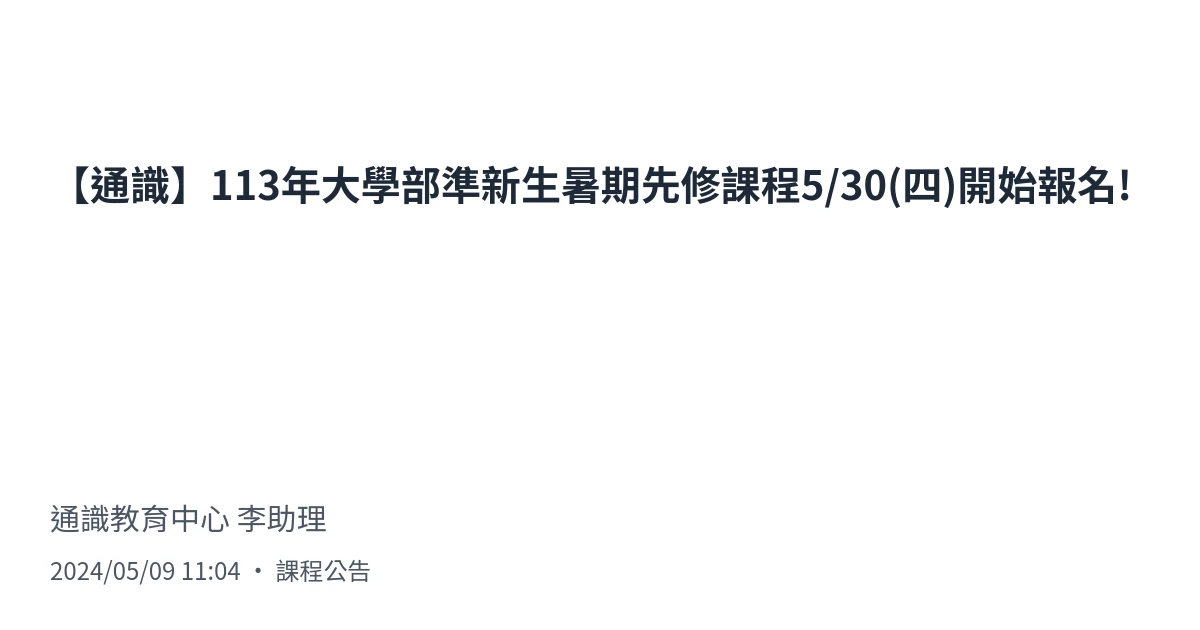 【通識】113年大學部準新生暑期先修課程5/30(四)開始報名!
通識教育中心 李助理
2024/05/09 11:04 • 課程公告